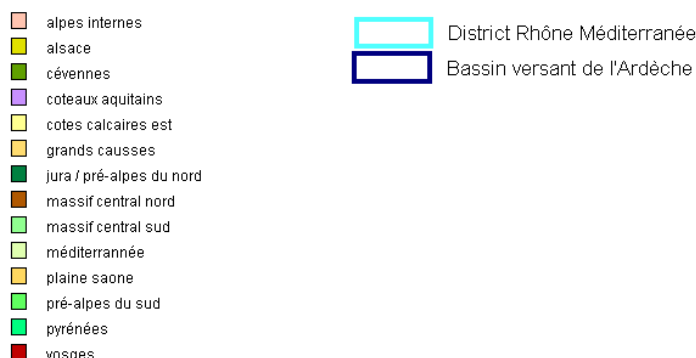 alpes internes
alsace
cévennes
coteaux aquitains
cotes calcaires est
grands causses
jura / pré-alpes du nord
massif central nord
massif central sud
méditerrannée
plaine saone
pré-alpes du sud
pyrénées
vosges
District Rhône Méditerranée
Bassin versant de l'Ardèche